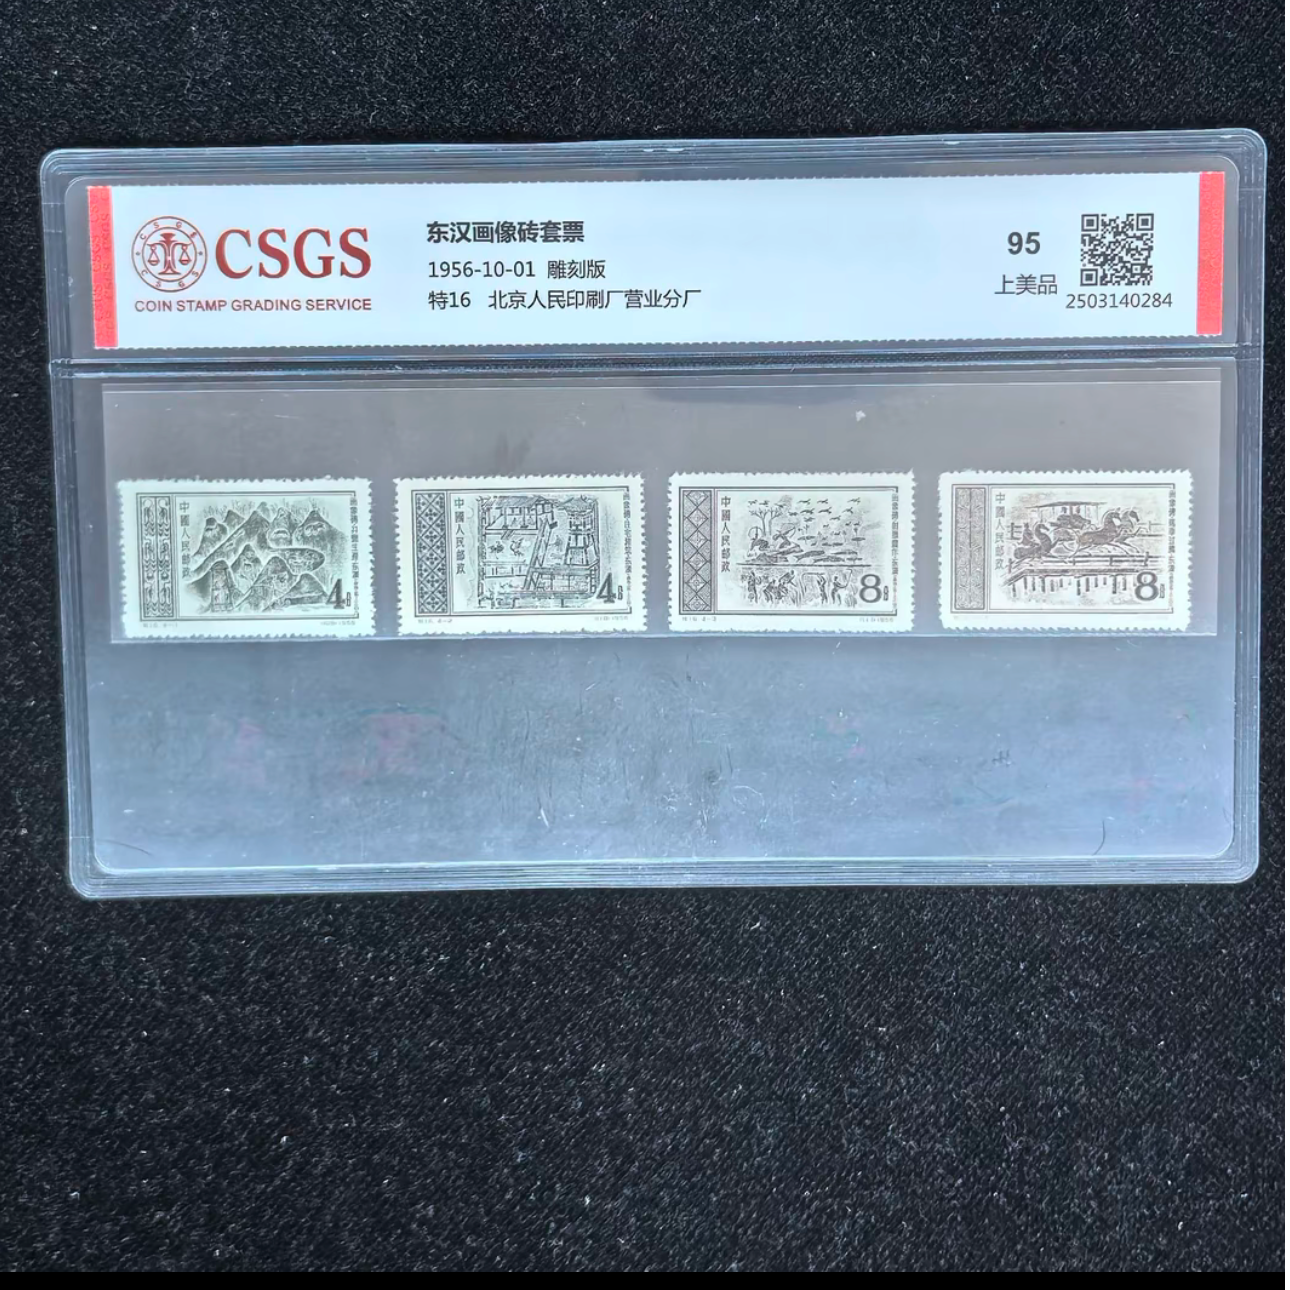 CSGS
COIN STAMP GRADING SERVICE
东汉画像砖套票
1956-10-01 雕刻版
特16 北京人民印刷厂营业分厂
95
上美品
2503140284
中國人民郵政
4
中國人民郵政
4
中國人民郵政
8
中國人民郵政
8